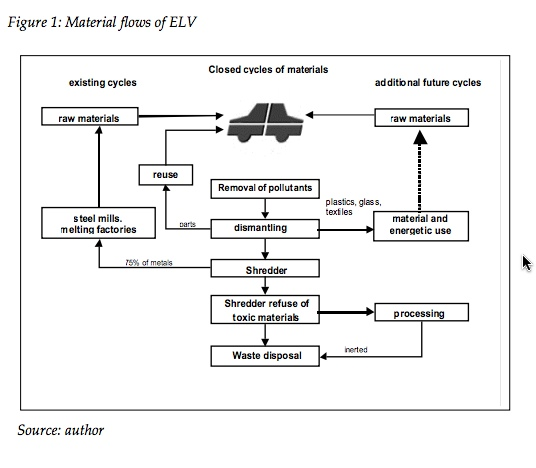 Figure 1: Material flows of ELV
Closed cycles of materials
existing cycles
additional future cycles
raw materials
raw materials
reuse
Removal of pollutants
plastics, glass,
textiles
steel mills.
melting factories
parts
dismantling
material and
energetic use
75% of metals
Shredder
Shredder refuse of
toxic materials
processing
Waste disposal
inerted
Source: author